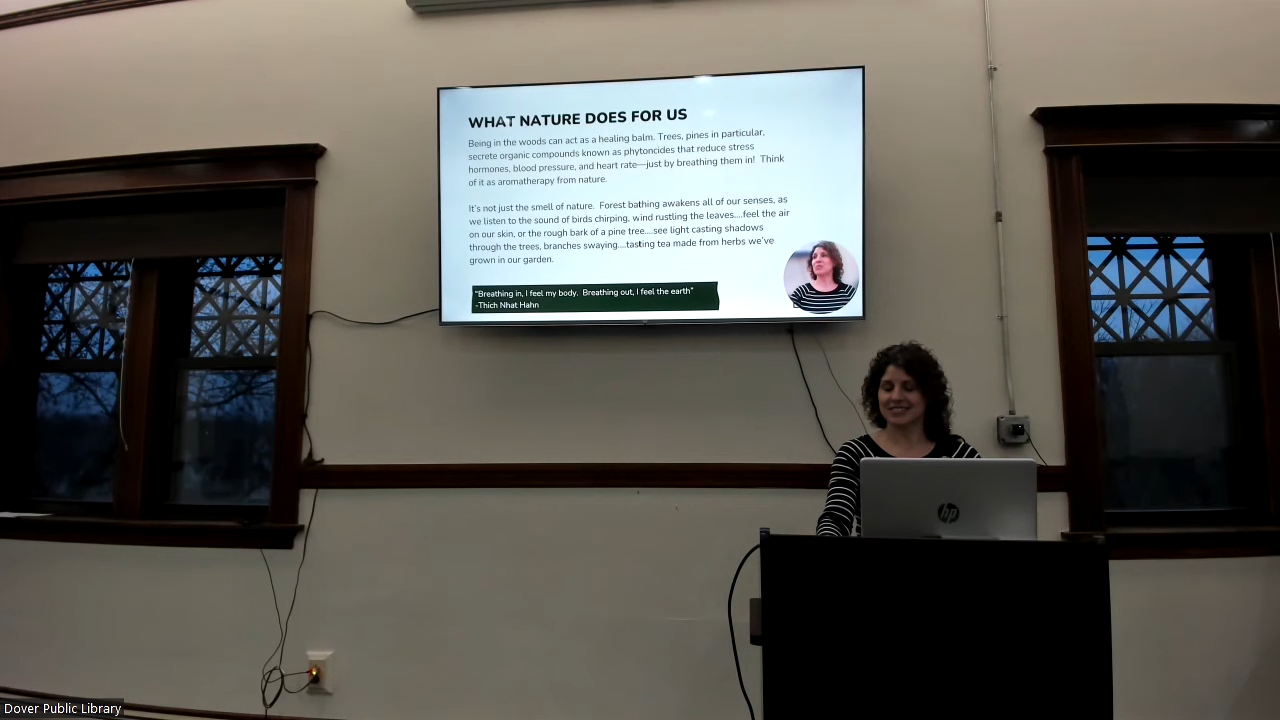 WHAT NATURE DOES FOR US
Being in the woods can act as a healing balm. Trees, pines in particular,
secrete organic compounds known as phytoncides that reduce stress
hormones, blood pressure, and heart rate—just by breathing them in!  Think
of it as aromatherapy from nature.
It's not just the smell of nature.  Forest bathing awakens all of our senses, as
we listen to the sound of birds chirping, wind rustling the leaves....feel the air
on our skin, or the rough bark of a pine tree....see light casting shadows
through the trees, branches swaying....tasting tea made from herbs we've
grown in our garden.
"Breathing in, I feel my body.  Breathing out, I feel the earth"
-Thich Nhat Hahn
hp
Dover Public Library